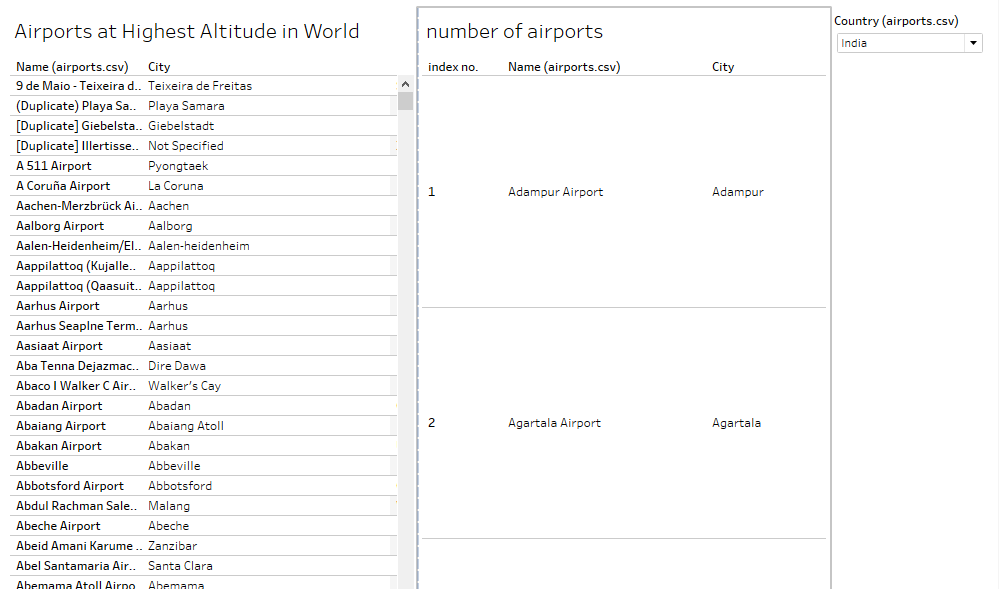 Airports at Highest Altitude in World
Name (airports.csv) City
9 de Maio - Teixeira d.. Teixeira de Freitas
(Duplicate) Playa Sa.. Playa Samara
[Duplicate] Giebelsta.. Giebelstadt
[Duplicate] Illertisse.. Not Specified
A 511 Airport Pyongtaek
A Coruña Airport La Coruna
Aachen-Merzbrück Ai.. Aachen
Aalborg Airport Aalborg
Aalen-Heidenheim/El.. Aalen-heidenheim
Aappilattoq (Kujalle.. Aappilattoq
Aappilattoq (Qaasuit.. Aappilattoq
Aarhus Airport Aarhus
Aarhus Seaplne Term.. Aarhus
Aasiaat Airport Aasiaat
Aba Tenna Dejazmac.. Dire Dawa
Abaco I Walker C Air.. Walker's Cay
Abadan Airport Abadan
Abaiang Airport Abaiang Atoll
Abakan Airport Abakan
Abbeville Abbeville
Abbotsford Airport Abbotsford
Abdul Rachman Sale.. Malang
Abeche Airport Abeche
Abeid Amani Karume .. Zanzibar
Abel Santamaria Air.. Santa Clara
Abemama Atoll Airpo Abemama
number of airports
index no. Name (airports.csv) City
1 Adampur Airport Adampur
2 Agartala Airport Agartala
Country (airports.csv)
India